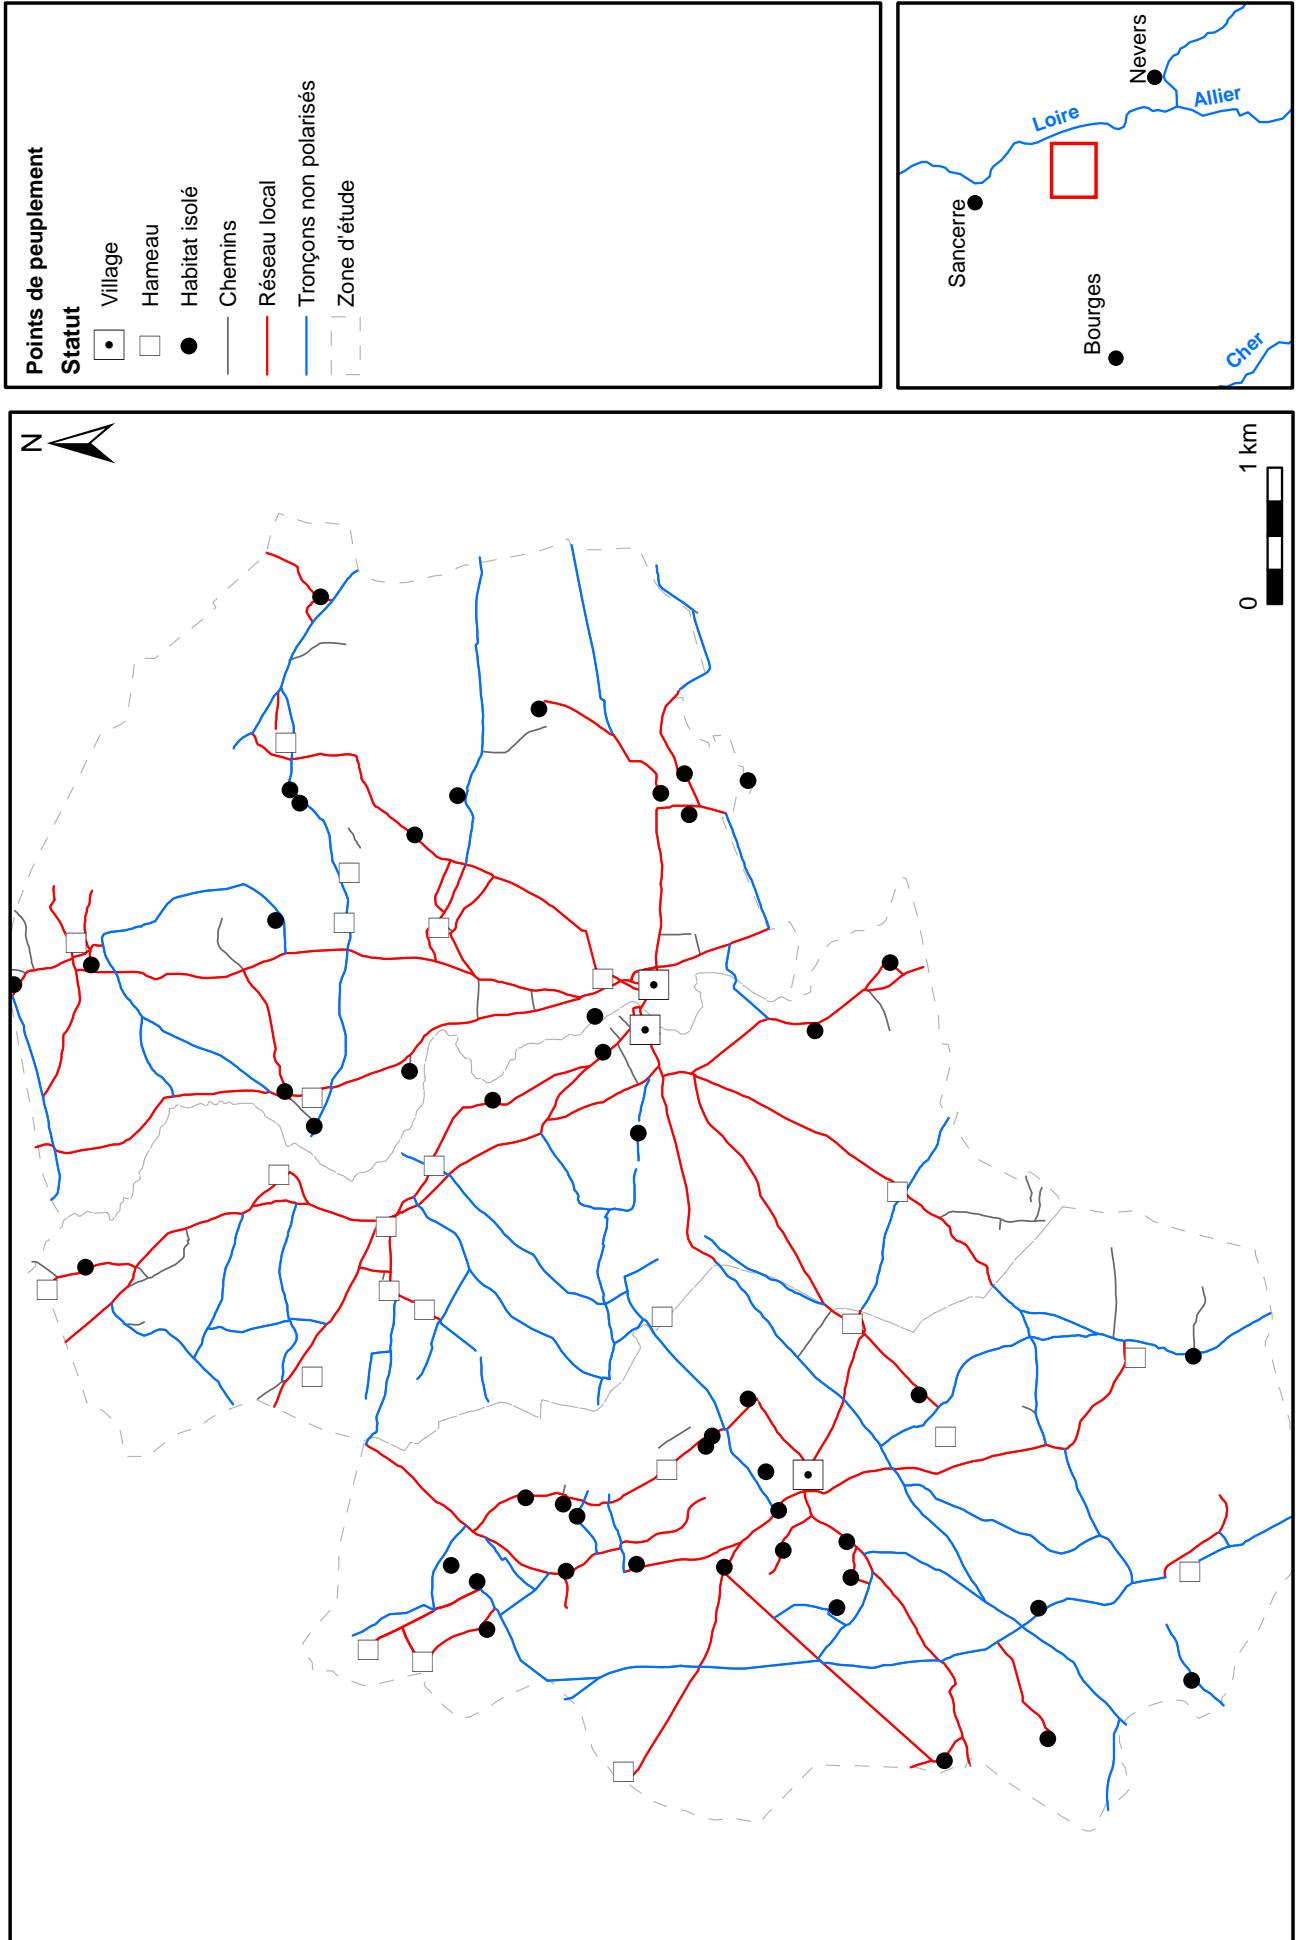 Points de peuplement
Statut
Village
Hameau
Habitat isolé
Chemins
Réseau local
Tronçons non polarisés
Zone d'étude
Sancerre
Bourges
Nevers
Loire
Allier
Cher
N
0 1 km